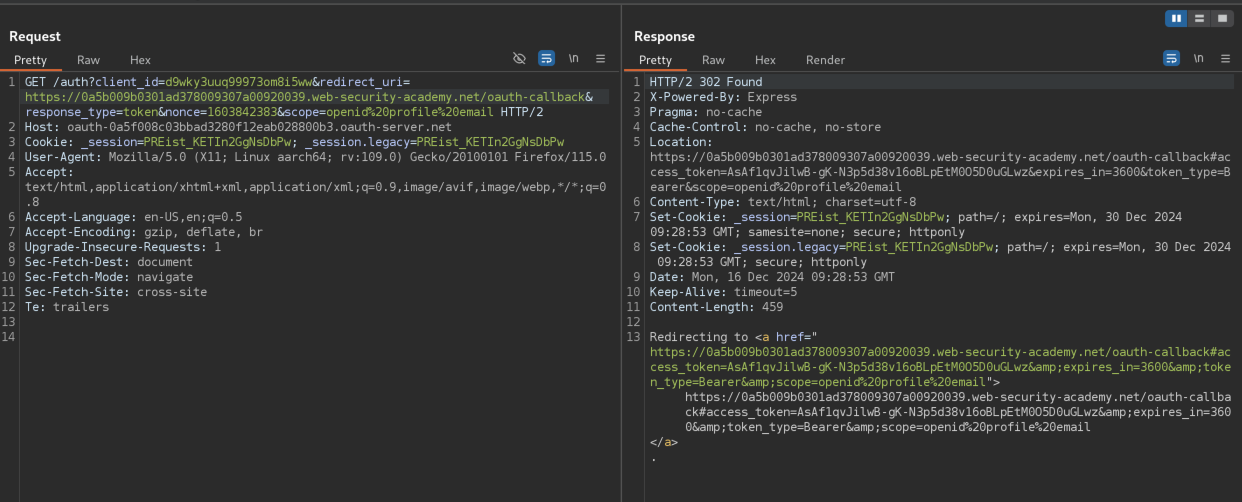 Request
Pretty Raw Hex \n
1 GET /auth?client_id=d9wky3uuq99973om8i5ww&redirect_uri=
https://0a5b009b0301ad378009307a00920039.web-security-academy.net/oauth-callback&
response_type=token&nonce=1603842383&scope=openid%20profile%20email HTTP/2
2 Host: oauth-0a5f008c03bbad3280f12eab028800b3.oauth-server.net
3 Cookie: _session=PREist_KETIn2GgNsDbPw; _session.legacy=PREist_KETIn2GgNsDbPw
4 User-Agent: Mozilla/5.0 (X11; Linux aarch64; rv:109.0) Gecko/20100101 Firefox/115.0
5 Accept:
text/html,application/xhtml+xml,application/xml;q=0.9,image/avif,image/webp,*/*;q=0
.8
6 Accept-Language: en-US,en;q=0.5
7 Accept-Encoding: gzip, deflate, br
8 Upgrade-Insecure-Requests: 1
9 Sec-Fetch-Dest: document
10 Sec-Fetch-Mode: navigate
11 Sec-Fetch-Site: cross-site
12 Te: trailers
13
14
Response
Pretty Raw Hex Render \n
1 HTTP/2 302 Found
2 X-Powered-By: Express
3 Pragma: no-cache
4 Cache-Control: no-cache, no-store
5 Location:
https://0a5b009b0301ad378009307a00920039.web-security-academy.net/oauth-callback#ac
cess_token=AsAf1qvJilwB-gK-N3p5d38v16oBLpEtM0O5D0uGLwz&expires_in=3600&token_type=B
earer&scope=openid%20profile%20email
6 Content-Type: text/html; charset=utf-8
7 Set-Cookie: _session=PREist_KETIn2GgNsDbPw; path=/; expires=Mon, 30 Dec 2024
09:28:53 GMT; samesite=none; secure; httponly
8 Set-Cookie: _session.legacy=PREist_KETIn2GgNsDbPw; path=/; expires=Mon, 30 Dec 2024
09:28:53 GMT; secure; httponly
9 Date: Mon, 16 Dec 2024 09:28:53 GMT
10 Keep-Alive: timeout=5
11 Content-Length: 459
12
13 Redirecting to <a href="
https://0a5b009b0301ad378009307a00920039.web-security-academy.net/oauth-callback#ac
cess_token=AsAf1qvJilwB-gK-N3p5d38v16oBLpEtM0O5D0uGLwz&amp;expires_in=3600&amp;toke
n_type=Bearer&amp;scope=openid%20profile%20email">
https://0a5b009b0301ad378009307a00920039.web-security-academy.net/oauth-callba
ck#access_token=AsAf1qvJilwB-gK-N3p5d38v16oBLpEtM0O5D0uGLwz&amp;expires_in=360
0&amp;token_type=Bearer&amp;scope=openid%20profile%20email
</a>
.